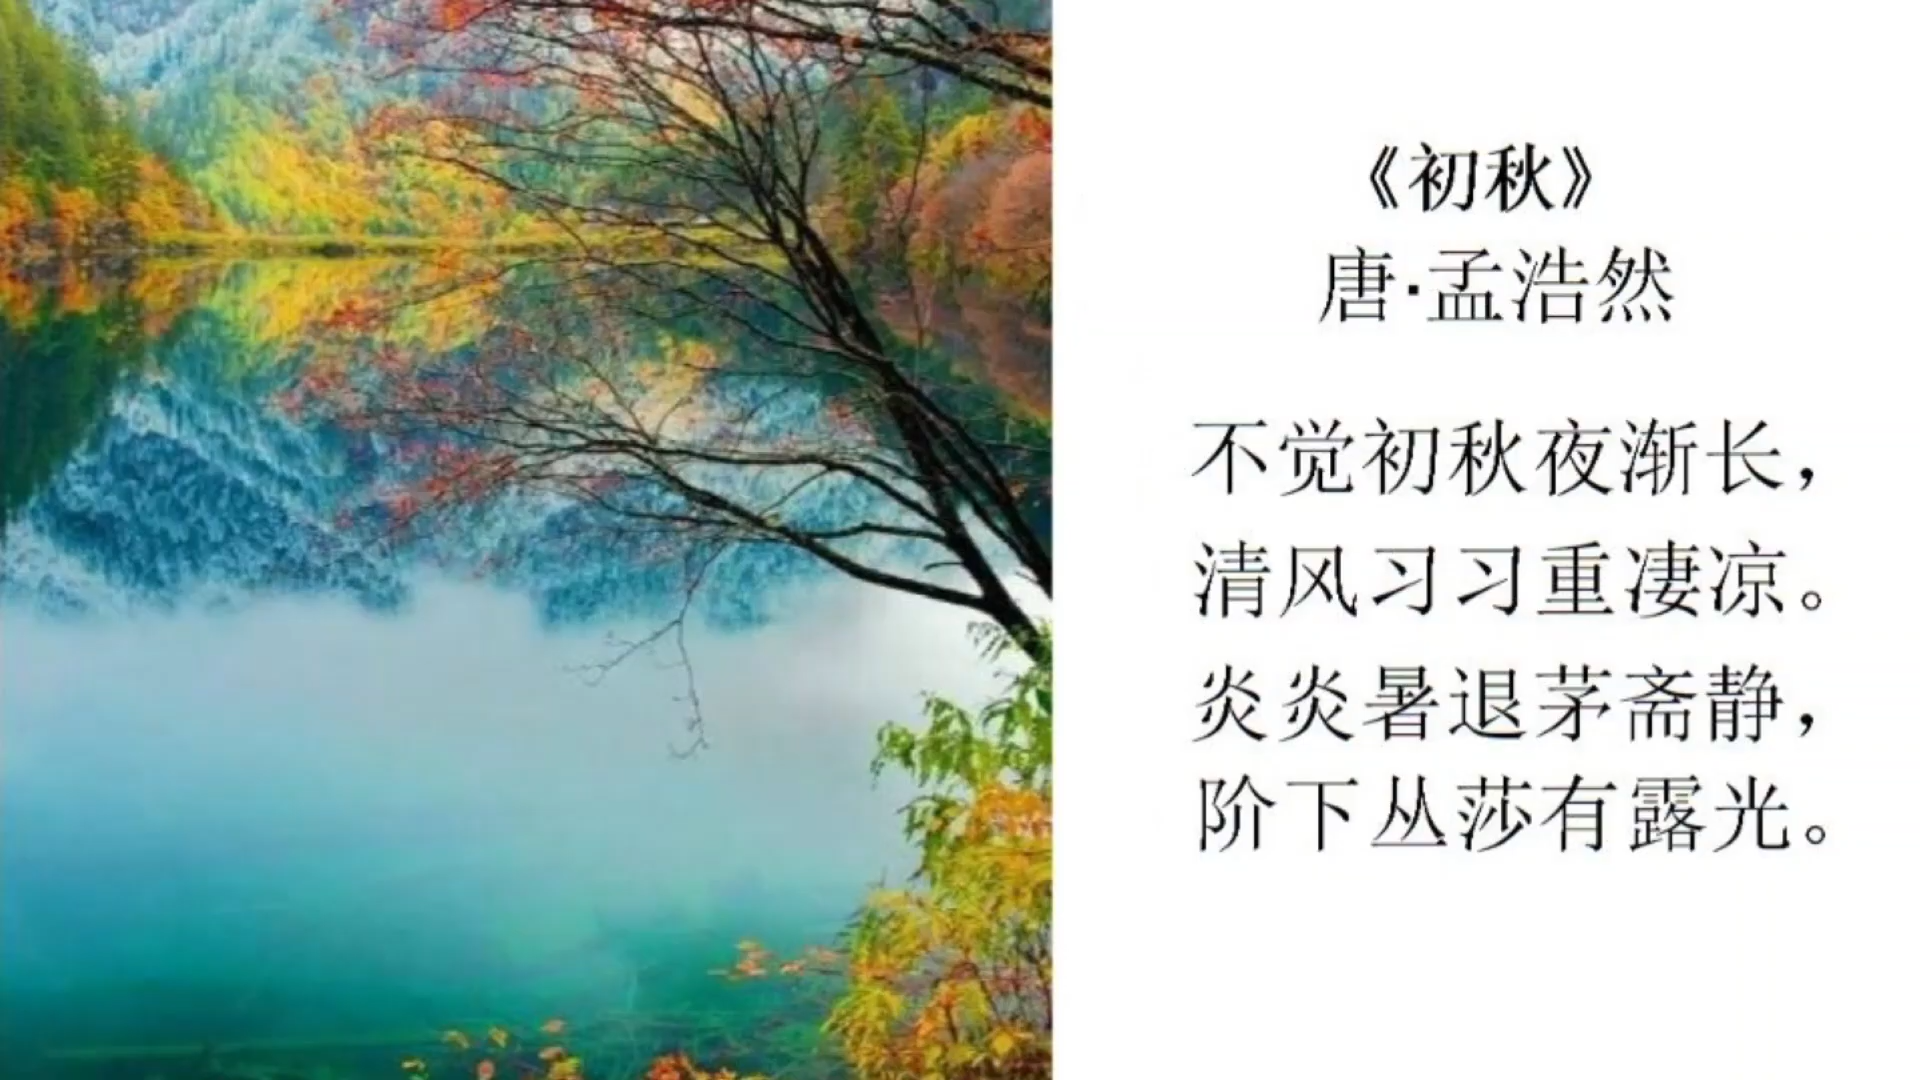 《初秋》
唐·孟浩然
不觉初秋夜渐长，
清风习习重凄凉。
炎炎暑退茅斋静，
阶下丛莎有露光。